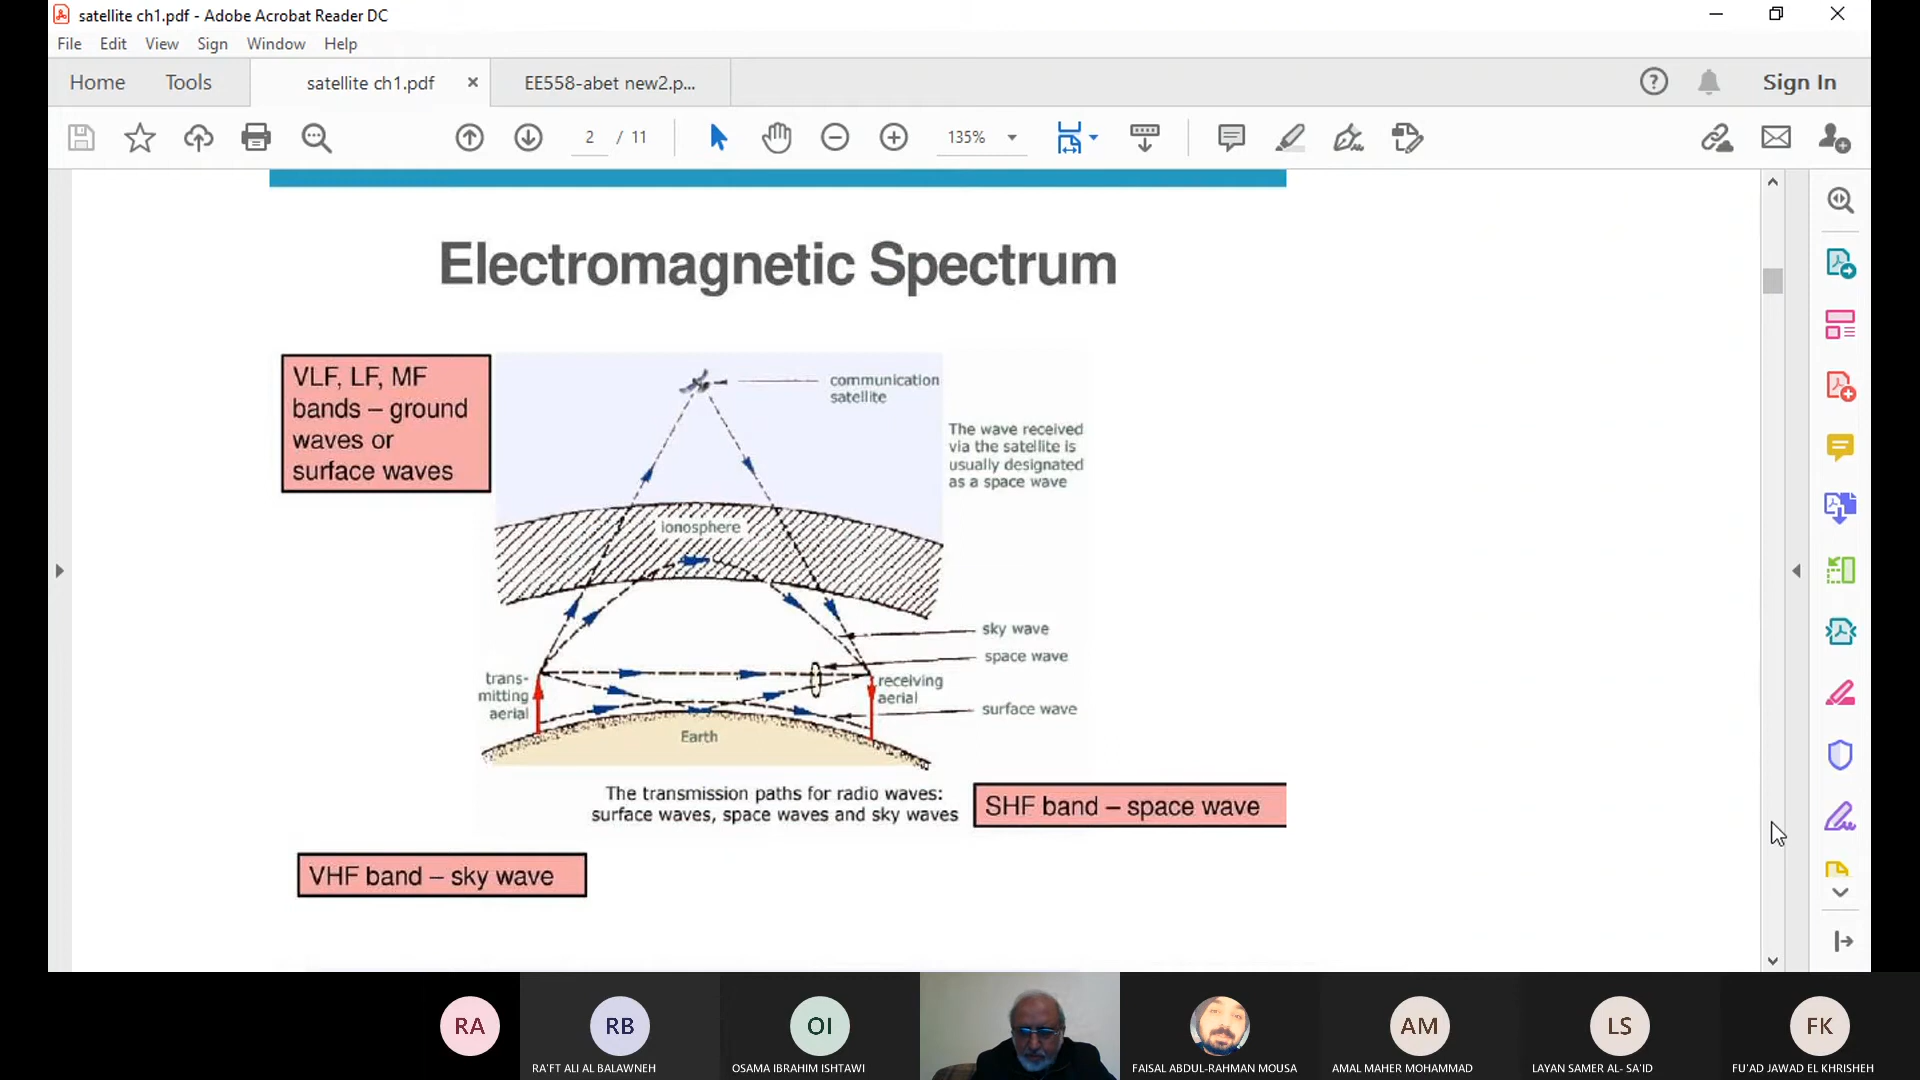 satellite ch1.pdf - Adobe Acrobat Reader DC
File Edit View Sign Window Help
Home Tools satellite ch1.pdf × EE558-abet new2.p... Sign In
2 / 11 135%
Electromagnetic Spectrum
VLF, LF, MF
bands – ground
waves or
surface waves
communication
satellite
The wave received
via the satellite is
usually designated
as a space wave
ionosphere
sky wave
space wave
trans-
mitting
aerial
receiving
aerial
surface wave
Earth
The transmission paths for radio waves:
surface waves, space waves and sky waves
SHF band – space wave
VHF band – sky wave
RA RB OI AM LS FK
RA'FT ALI AL BALAWNEH OSAMA IBRAHIM ISHTAWI FAISAL ABDUL-RAHMAN MOUSA AMAL MAHER MOHAMMAD LAYAN SAMER AL- SA'ID FU'AD JAWAD EL KHRISHEH